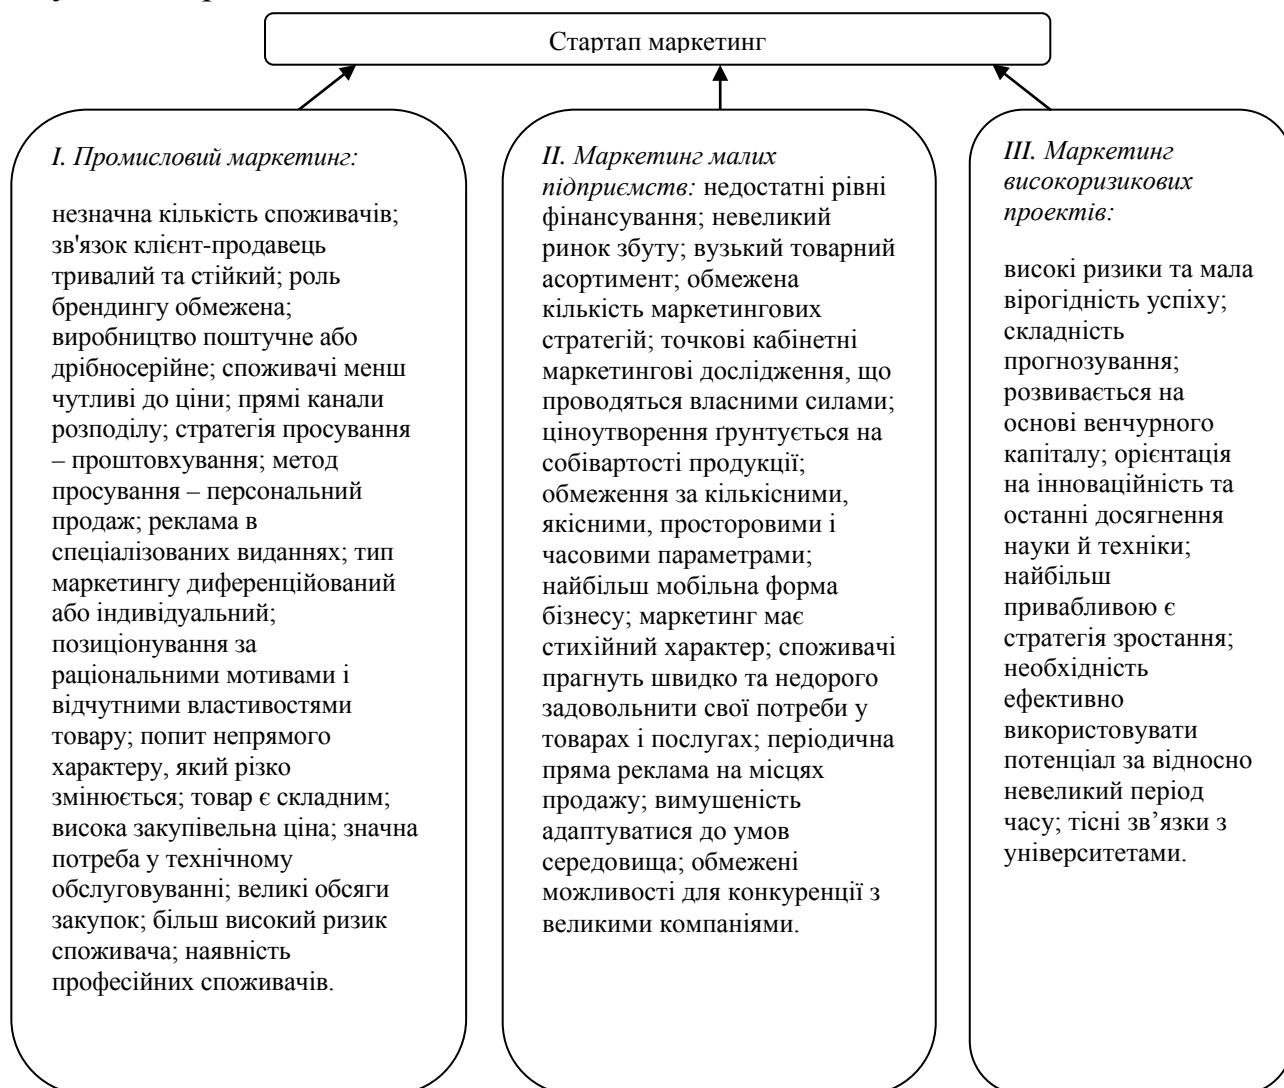 Стартап маркетинг
І. Промисловий маркетинг:
незначна кількість споживачів;
зв'язок клієнт-продавець
тривалий та стійкий; роль
брендингу обмежена;
виробництво поштучне або
дрібносерійне; споживачі менш
чутливі до ціни; прямі канали
розподілу; стратегія просування
– проштовхування; метод
просування – персональний
продаж; реклама в
спеціалізованих виданнях; тип
маркетингу диференційований
або індивідуальний;
позиціонування за
раціональними мотивами і
відчутними властивостями
товару; попит непрямого
характеру, який різко
змінюється; товар є складним;
висока закупівельна ціна; значна
потреба у технічному
обслуговуванні; великі обсяги
закупок; більш високий ризик
споживача; наявність
професійних споживачів.
ІІ. Маркетинг малих
підприємств: недостатні рівні
фінансування; невеликий
ринок збуту; вузький товарний
асортимент; обмежена
кількість маркетингових
стратегій; точкові кабінетні
маркетингові дослідження, що
проводяться власними силами;
ціноутворення ґрунтується на
собівартості продукції;
обмеження за кількісними,
якісними, просторовими і
часовими параметрами;
найбільш мобільна форма
бізнесу; маркетинг має
стихійний характер; споживачі
прагнуть швидко та недорого
задовольнити свої потреби у
товарах і послугах; періодична
пряма реклама на місцях
продажу; вимушеність
адаптуватися до умов
середовища; обмежені
можливості для конкуренції з
великими компаніями.
ІІІ. Маркетинг
високоризикових
проектів:
високі ризики та мала
вірогідність успіху;
складність
прогнозування;
розвивається на
основі венчурного
капіталу; орієнтація
на інноваційність та
останні досягнення
науки й техніки;
найбільш
привабливою є
стратегія зростання;
необхідність
ефективно
використовувати
потенціал за відносно
невеликий період
часу; тісні зв’язки з
університетами.